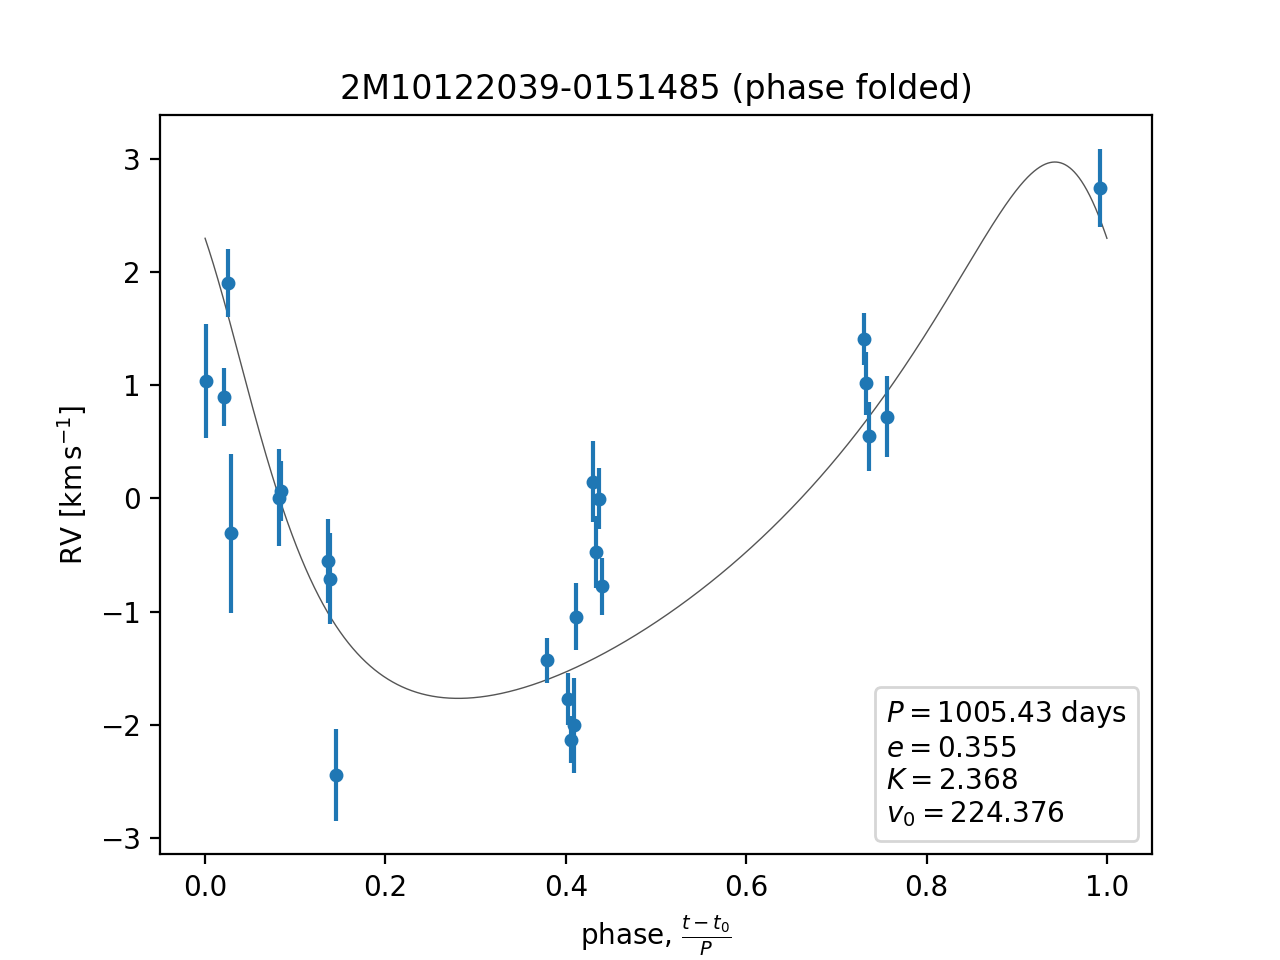 2M10122039-0151485 (phase folded)
RV [km s⁻¹]
3
2
1
0
−1
−2
−3
P = 1005.43 days
e = 0.355
K = 2.368
v₀ = 224.376
0.0 0.2 0.4 0.6 0.8 1.0
phase, (t − t₀)/P